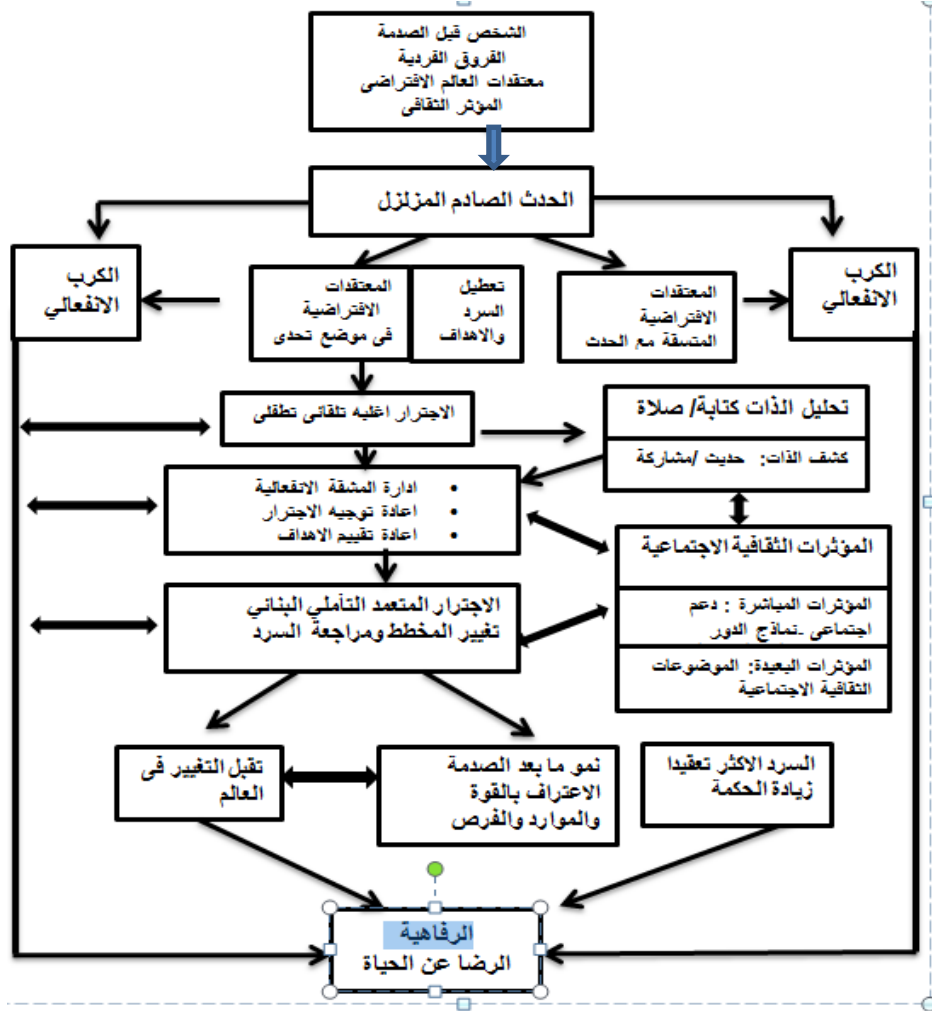 الشخص قبل الصدمة
الفروق الفردية
معتقدات العالم الافتراضى
المؤثر الثقافى
الحدث الصادم المزلزل
الكرب
الانفعالي
المعتقدات
الافتراضية
المتسقة مع الحدث
تعطيل
السرد
والاهداف
المعتقدات
الافتراضية
فى موضع تحدى
الكرب
الانفعالي
الاجترار اغلبه تلقائى تطفلى
تحليل الذات كتابة/ صلاة
كشف الذات: حديث /مشاركة
• ادارة المشقة الانفعالية
• اعادة توجيه الاجترار
• اعادة تقييم الاهداف
المؤثرات الثقافية الاجتماعية
المؤثرات المباشرة : دعم
اجتماعى -نماذج الدور
المؤثرات البعيدة: الموضوعات
الثقافية الاجتماعية
الاجترار المتعمد التأملي البنائي
تغيير المخطط ومراجعة السرد
السرد الاكثر تعقيدا
زيادة الحكمة
نمو ما بعد الصدمة
الاعتراف بالقوة
والموارد والفرص
تقبل التغيير فى
العالم
الرفاهية
الرضا عن الحياة